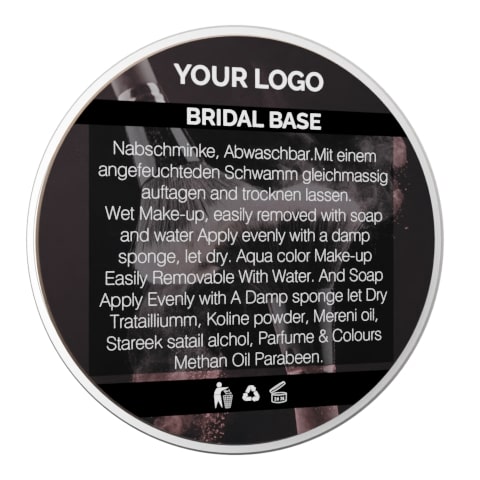 YOUR LOGO
BRIDAL BASE
Nabschminke, Abwaschbar.Mit einem
angefeuchteden Schwamm gleichmassig
auftagen and trocknen lassen.
Wet Make-up, easily removed with soap
and water Apply evenly with a damp
sponge, let dry. Aqua color Make-up
Easily Removable With Water. And Soap
Apply Evenly with A Damp sponge let Dry
Tratailliumm, Koline powder, Mereni oil,
Stareek satail alchol, Parfume & Colours
Methan Oil Parabeen.